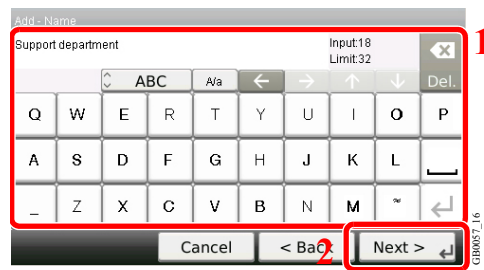 Add - Name
Support department
Input:18
Limit:32
Del.
ABC
A/a
Q W E R T Y U I O P
A S D F G H J K L
_ Z X C V B N M ~
Cancel
< Back
Next >
1
2
GB0057_16